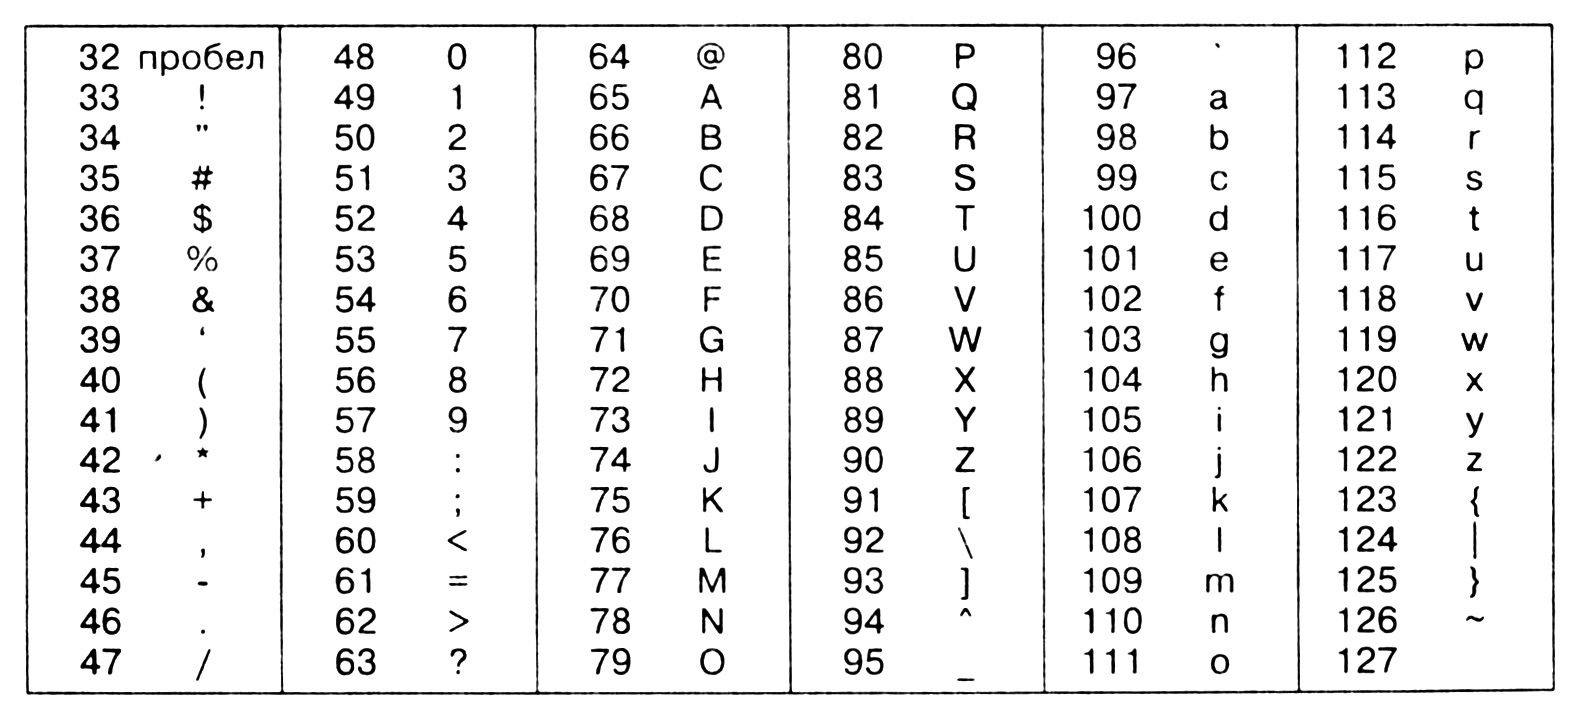 32 пробел 48 0 64 @ 80 P 96 ` 112 p
33 ! 49 1 65 A 81 Q 97 a 113 q
34 " 50 2 66 B 82 R 98 b 114 r
35 # 51 3 67 C 83 S 99 c 115 s
36 $ 52 4 68 D 84 T 100 d 116 t
37 % 53 5 69 E 85 U 101 e 117 u
38 & 54 6 70 F 86 V 102 f 118 v
39 ‘ 55 7 71 G 87 W 103 g 119 w
40 ( 56 8 72 H 88 X 104 h 120 x
41 ) 57 9 73 I 89 Y 105 i 121 y
42 * 58 : 74 J 90 Z 106 j 122 z
43 + 59 ; 75 K 91 [ 107 k 123 {
44 , 60 < 76 L 92 \ 108 l 124 |
45 - 61 = 77 M 93 ] 109 m 125 }
46 . 62 > 78 N 94 ^ 110 n 126 ~
47 / 63 ? 79 O 95 _ 111 o 127